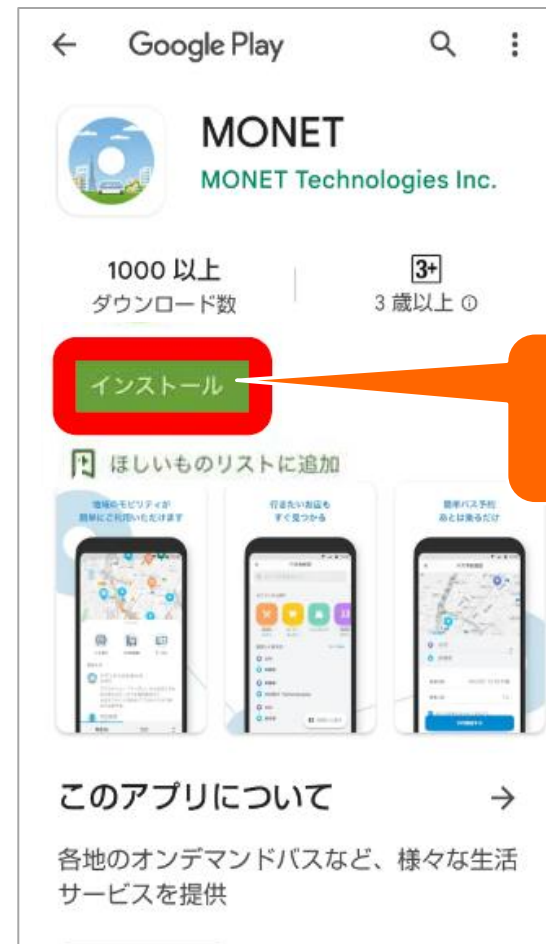 Google Play
MONET
MONET Technologies Inc.
1000 以上
ダウンロード数
3+
3 歳以上
インストール
ほしいものリストに追加
地域のモビリティが
簡単にご利用いただけます
行きたいお店も
すぐ見つかる
簡単バス予約
あとは乗るだけ
MONET Technologies
このアプリについて
各地のオンデマンドバスなど、様々な生活
サービスを提供